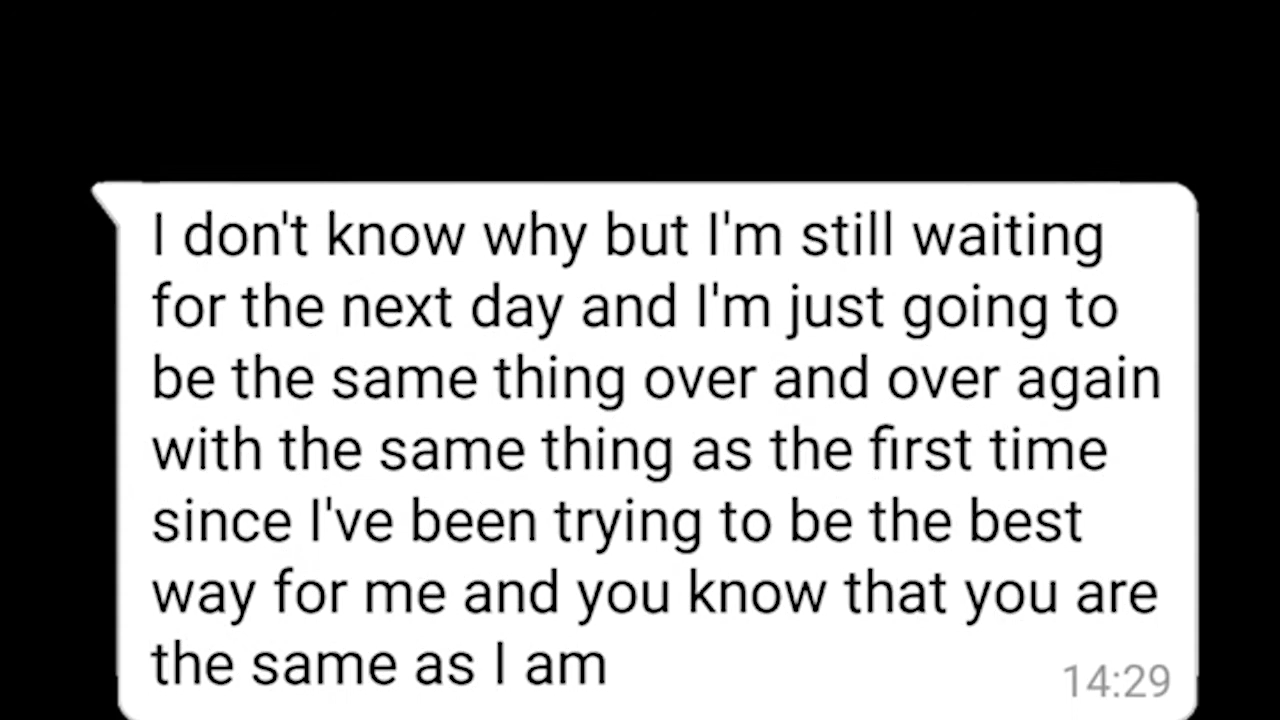 I don't know why but I'm still waiting
for the next day and I'm just going to
be the same thing over and over again
with the same thing as the first time
since I've been trying to be the best
way for me and you know that you are
the same as I am
14:29